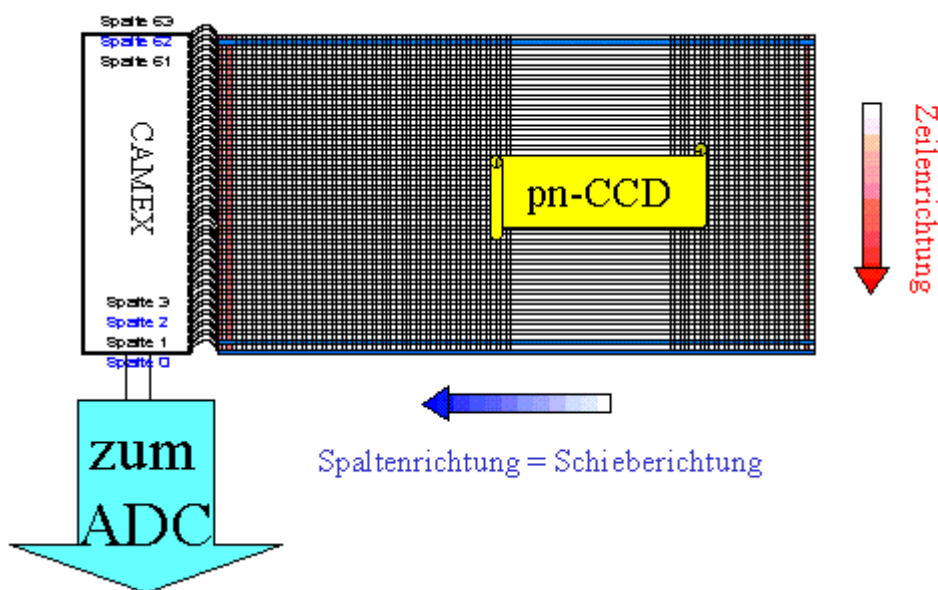 Spalte 63
Spalte 62
Spalte 61
CAMEX
pn-CCD
Zeilenrichtung
Spalte 3
Spalte 2
Spalte 1
Spalte 0
Spaltenrichtung = Schieberichtung
zum
ADC